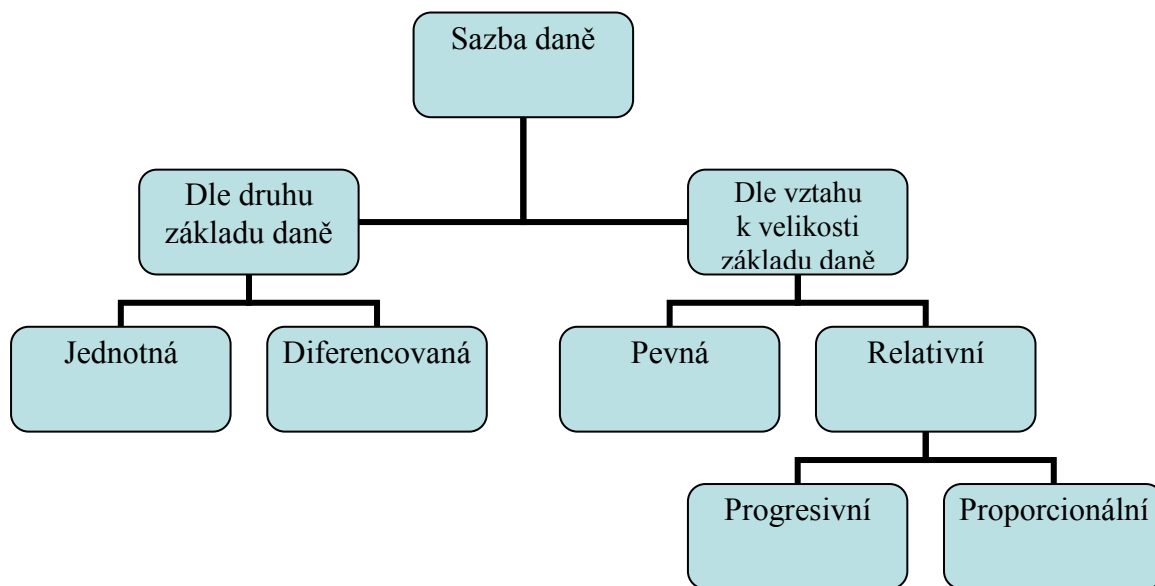 Sazba daně
Dle druhu
základu daně
Dle vztahu
k velikosti
základu daně
Jednotná
Diferencovaná
Pevná
Relativní
Progresivní
Proporcionální